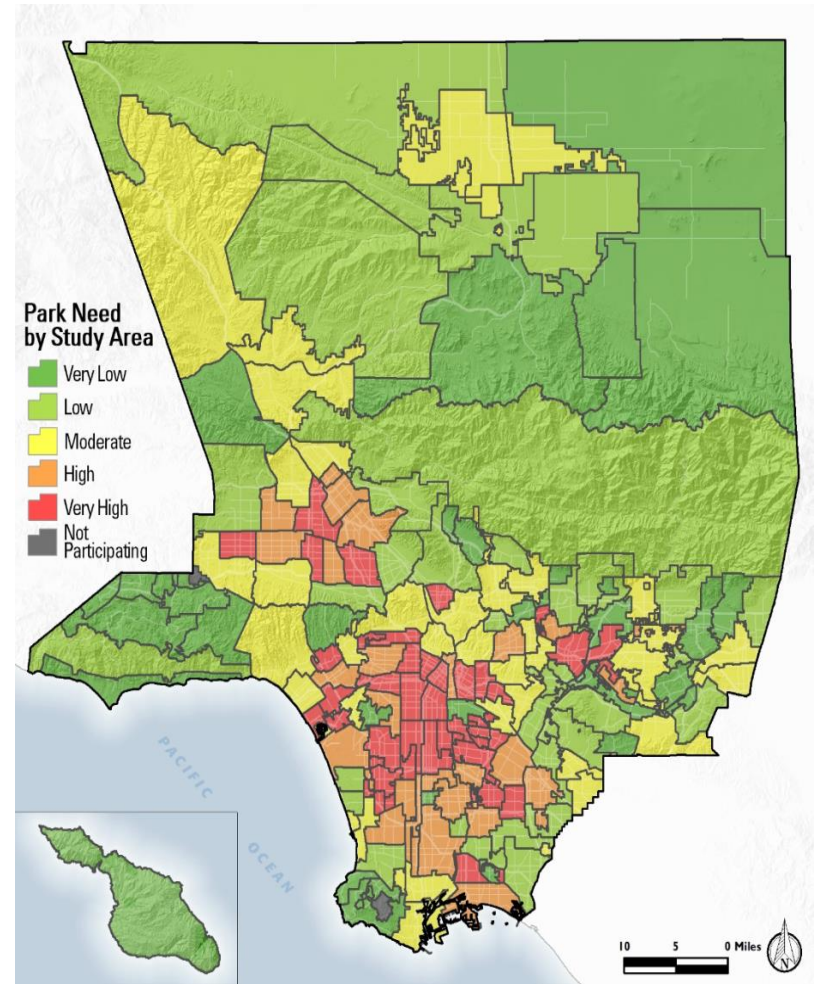 Park Need
by Study Area
Very Low
Low
Moderate
High
Very High
Not
Participating
PACIFIC
OCEAN
10 5 0 Miles
N